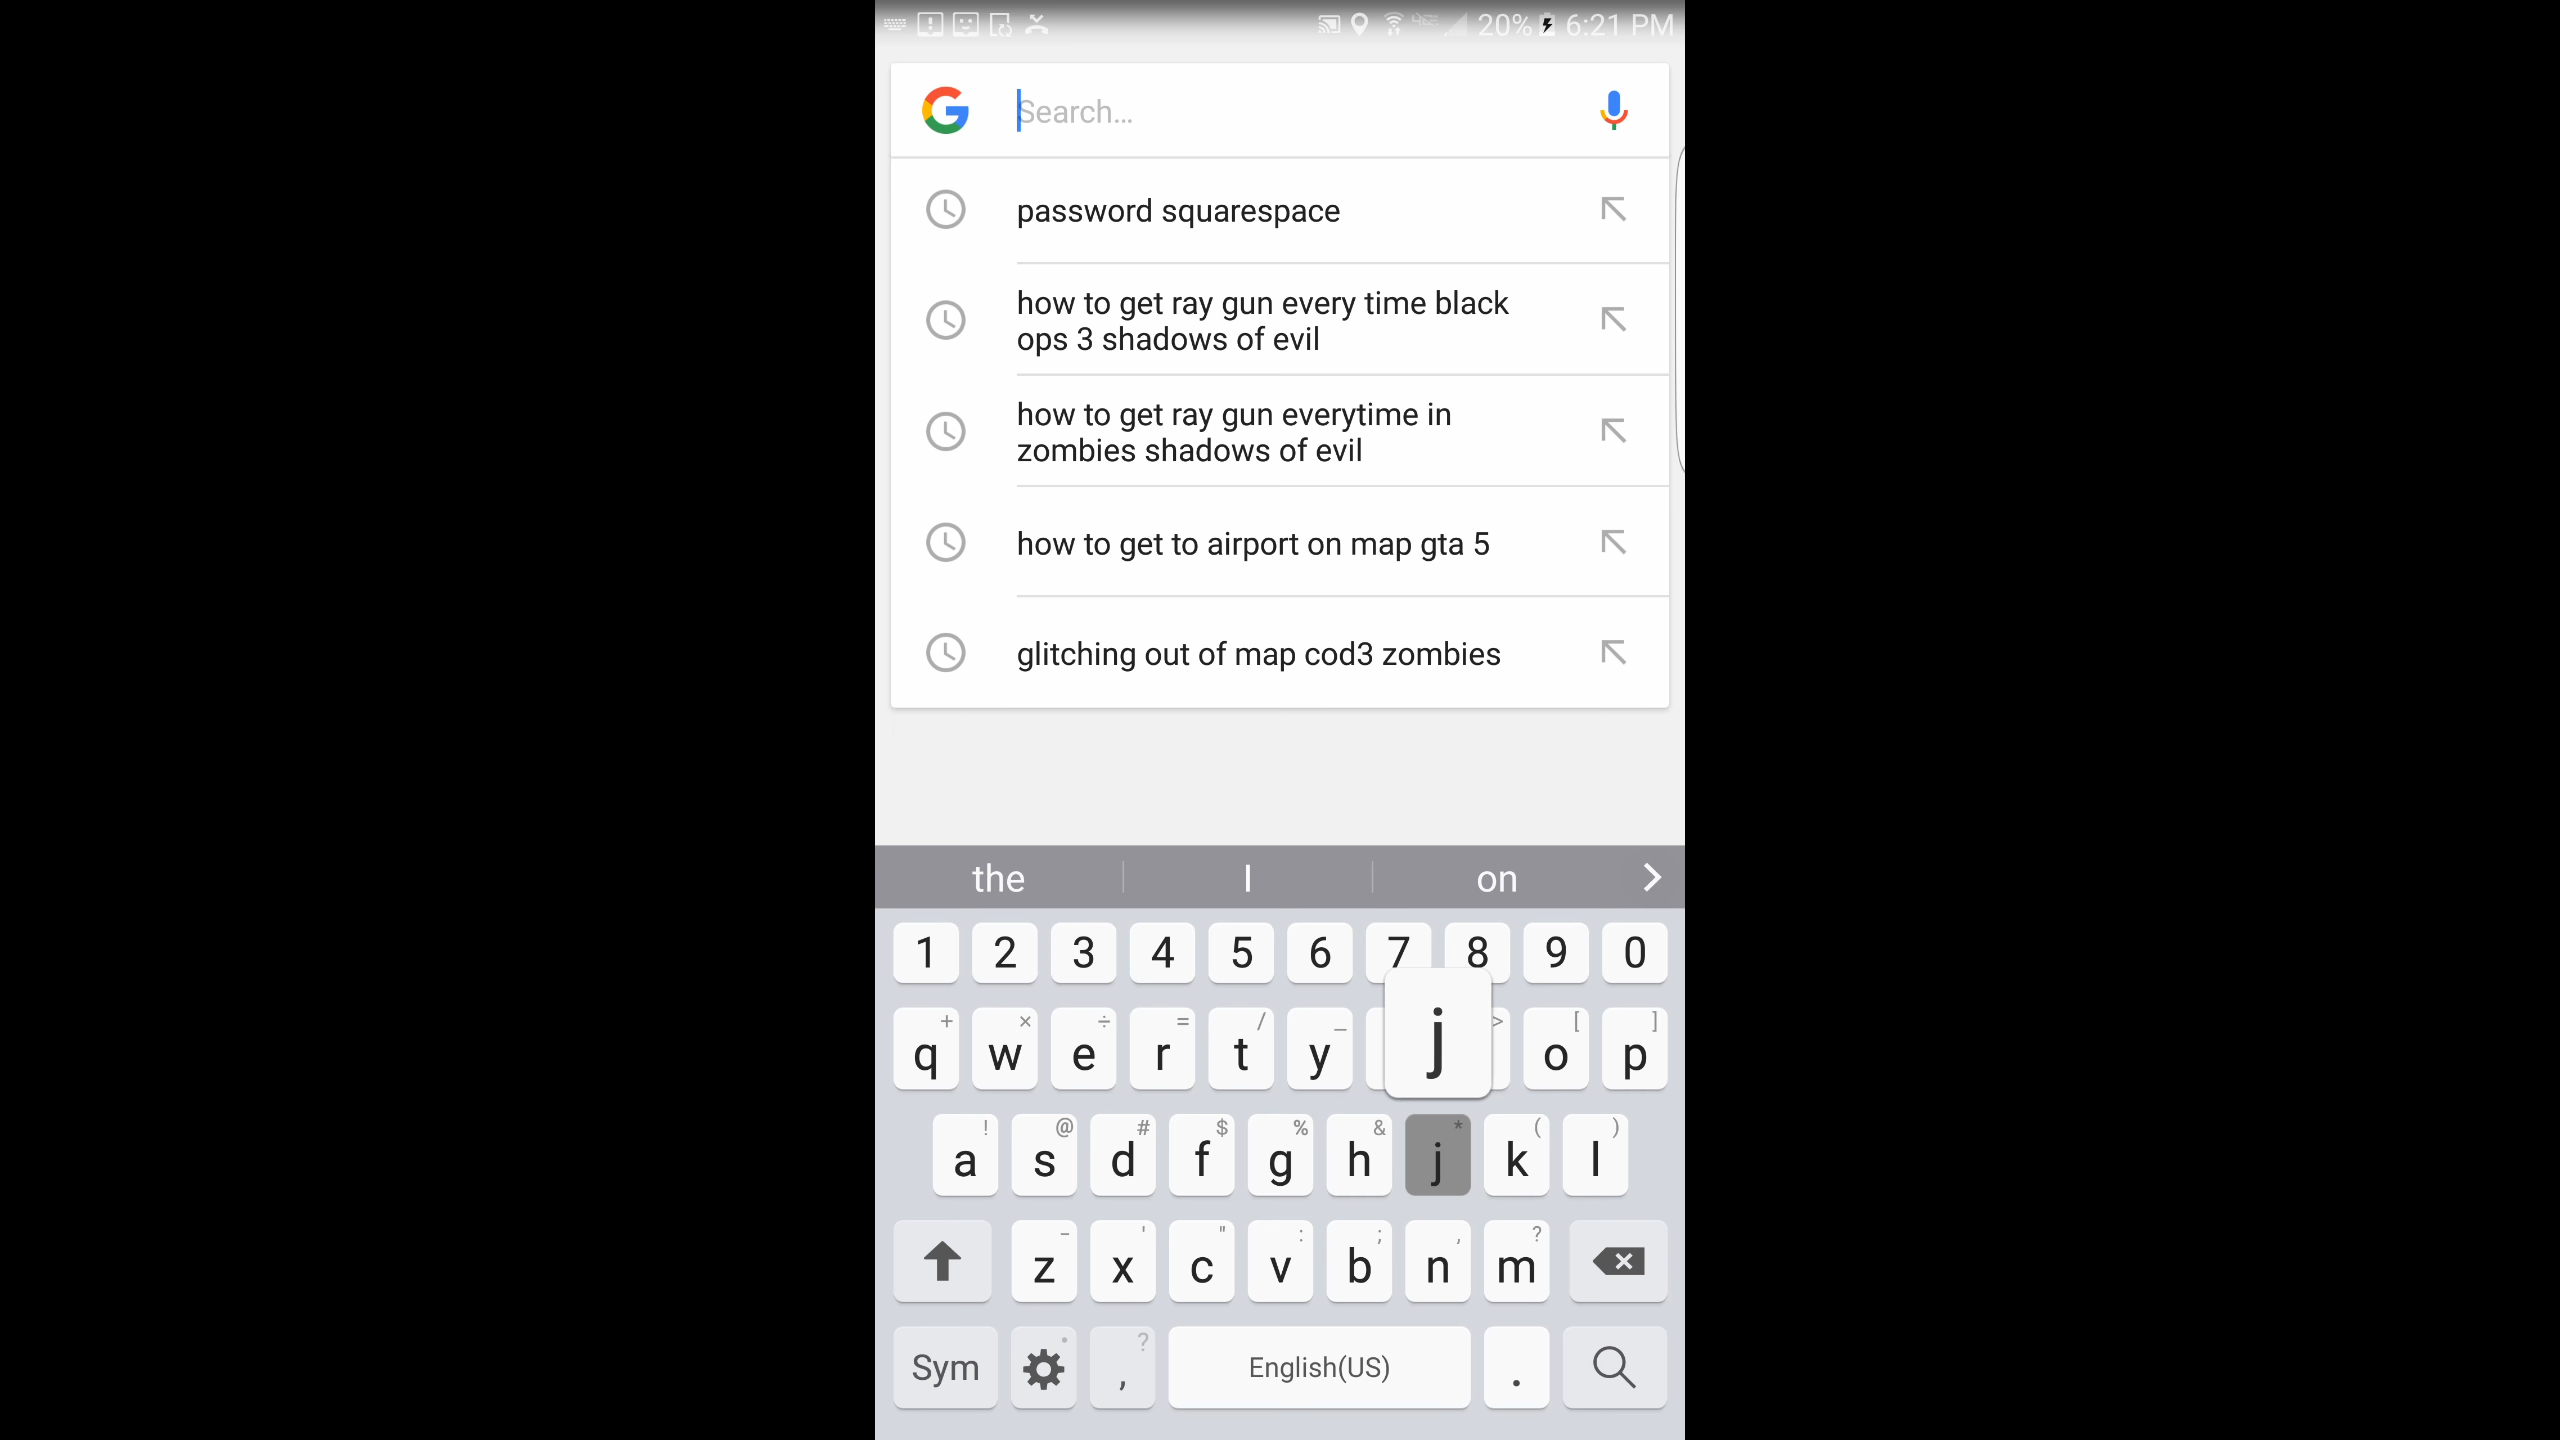 20% 6:21 PM
Search...
password squarespace
how to get ray gun every time black
ops 3 shadows of evil
how to get ray gun everytime in
zombies shadows of evil
how to get to airport on map gta 5
glitching out of map cod3 zombies
the I on
1 2 3 4 5 6 7 8 9 0
+ × ÷ = / _ > [ ]
q w e r t y j o p
! @ # $ % & * ( )
a s d f g h j k l
- ' " : ; , ?
z x c v b n m
Sym , ? English(US) .